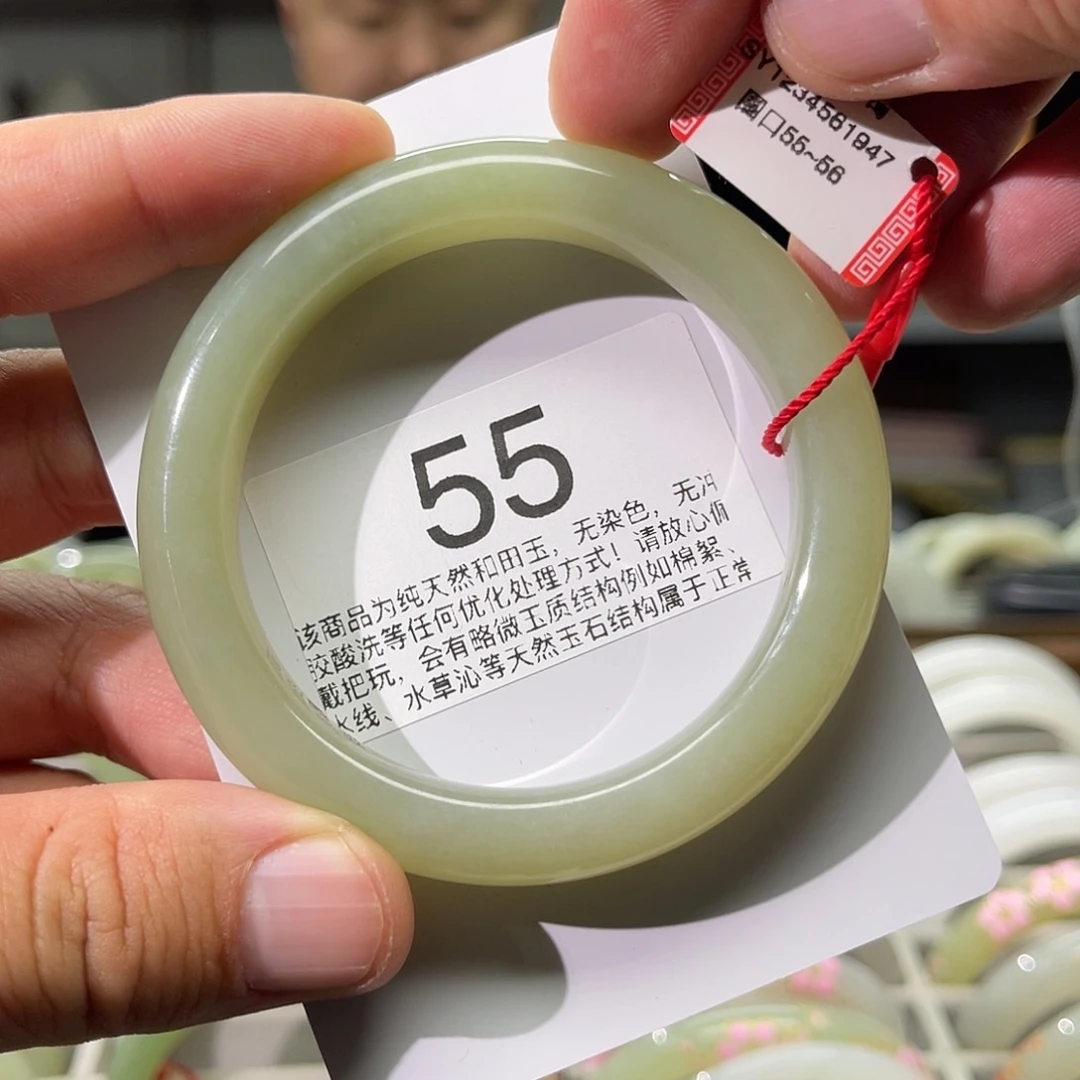 SY1234561947
圈口55~56
55
该商品为纯天然和田玉，无染色，无
胶酸洗等任何优化处理方式！请放心
戴把玩，会有略微玉质结构例如棉絮、
水线、水草沁等天然玉石结构属于正常